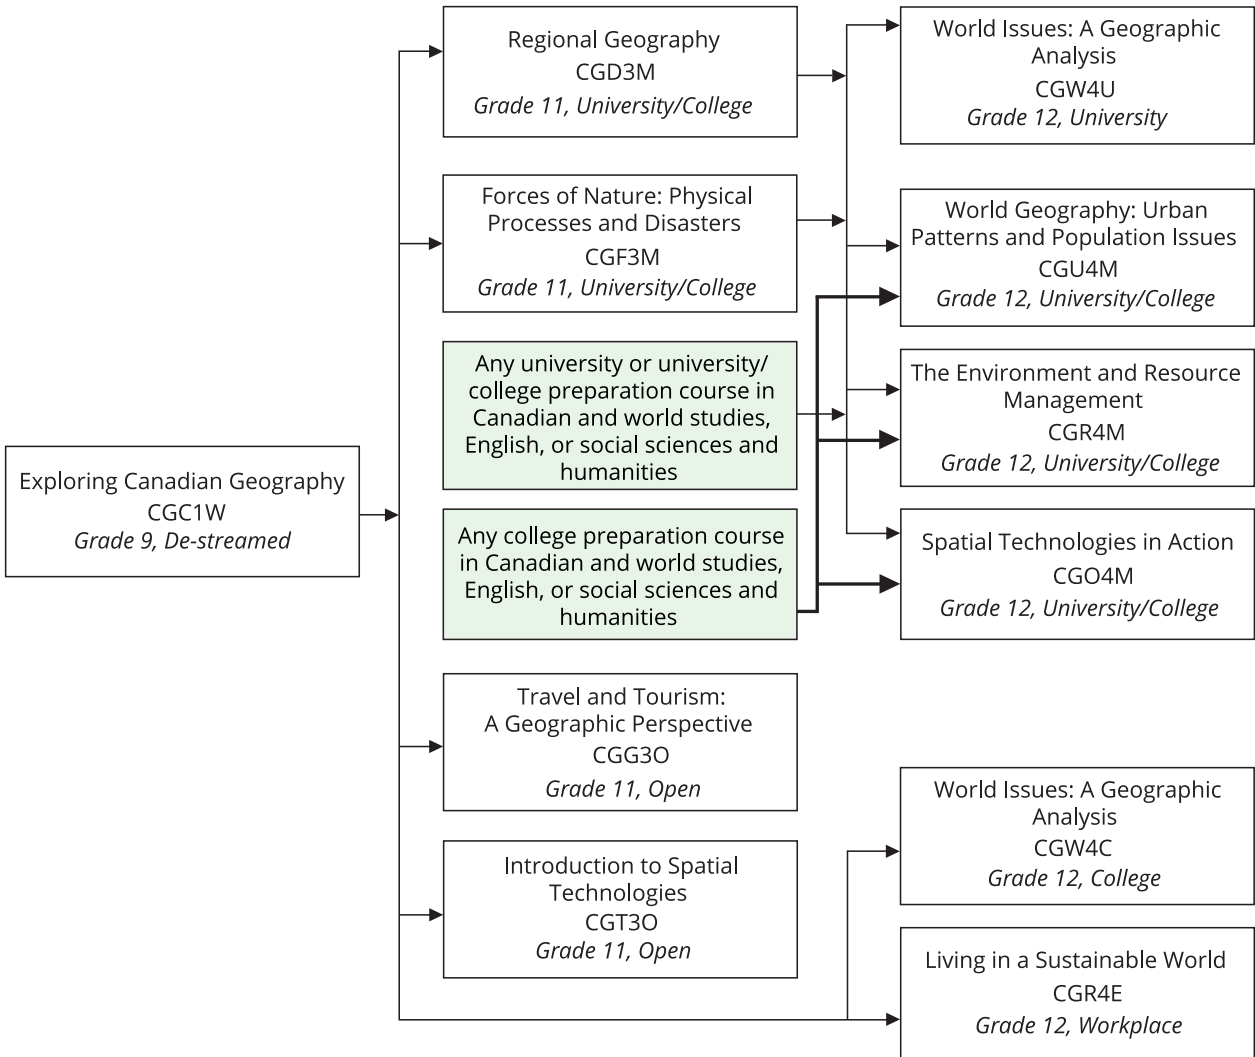 Exploring Canadian Geography
CGC1W
Grade 9, De-streamed
Regional Geography
CGD3M
Grade 11, University/College
Forces of Nature: Physical
Processes and Disasters
CGF3M
Grade 11, University/College
Any university or university/
college preparation course in
Canadian and world studies,
English, or social sciences and
humanities
Any college preparation course
in Canadian and world studies,
English, or social sciences and
humanities
Travel and Tourism:
A Geographic Perspective
CGG3O
Grade 11, Open
Introduction to Spatial
Technologies
CGT3O
Grade 11, Open
World Issues: A Geographic
Analysis
CGW4U
Grade 12, University
World Geography: Urban
Patterns and Population Issues
CGU4M
Grade 12, University/College
The Environment and Resource
Management
CGR4M
Grade 12, University/College
Spatial Technologies in Action
CGO4M
Grade 12, University/College
World Issues: A Geographic
Analysis
CGW4C
Grade 12, College
Living in a Sustainable World
CGR4E
Grade 12, Workplace